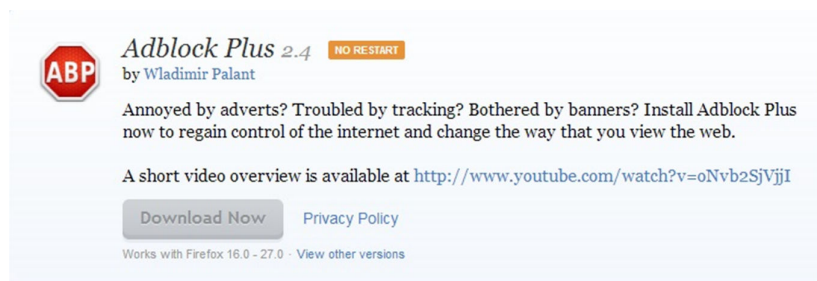 ABP
Adblock Plus 2.4 NO RESTART
by Wladimir Palant
Annoyed by adverts? Troubled by tracking? Bothered by banners? Install Adblock Plus
now to regain control of the internet and change the way that you view the web.
A short video overview is available at http://www.youtube.com/watch?v=oNvb2SjVjjI
Download Now Privacy Policy
Works with Firefox 16.0 - 27.0 · View other versions